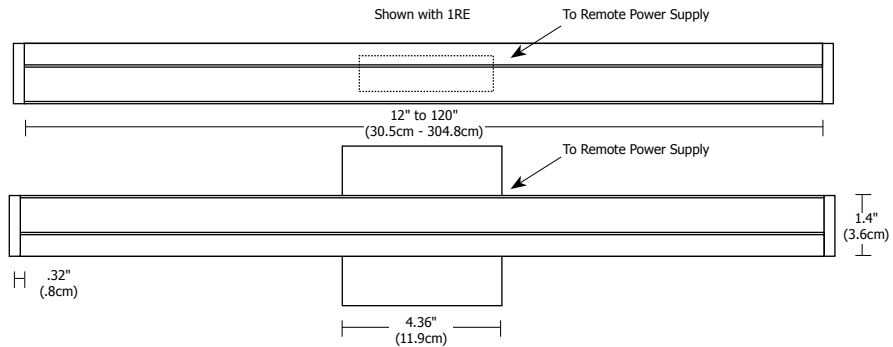 Shown with 1RE
To Remote Power Supply
12" to 120"
(30.5cm - 304.8cm)
To Remote Power Supply
1.4"
(3.6cm)
.32"
(.8cm)
4.36"
(11.9cm)